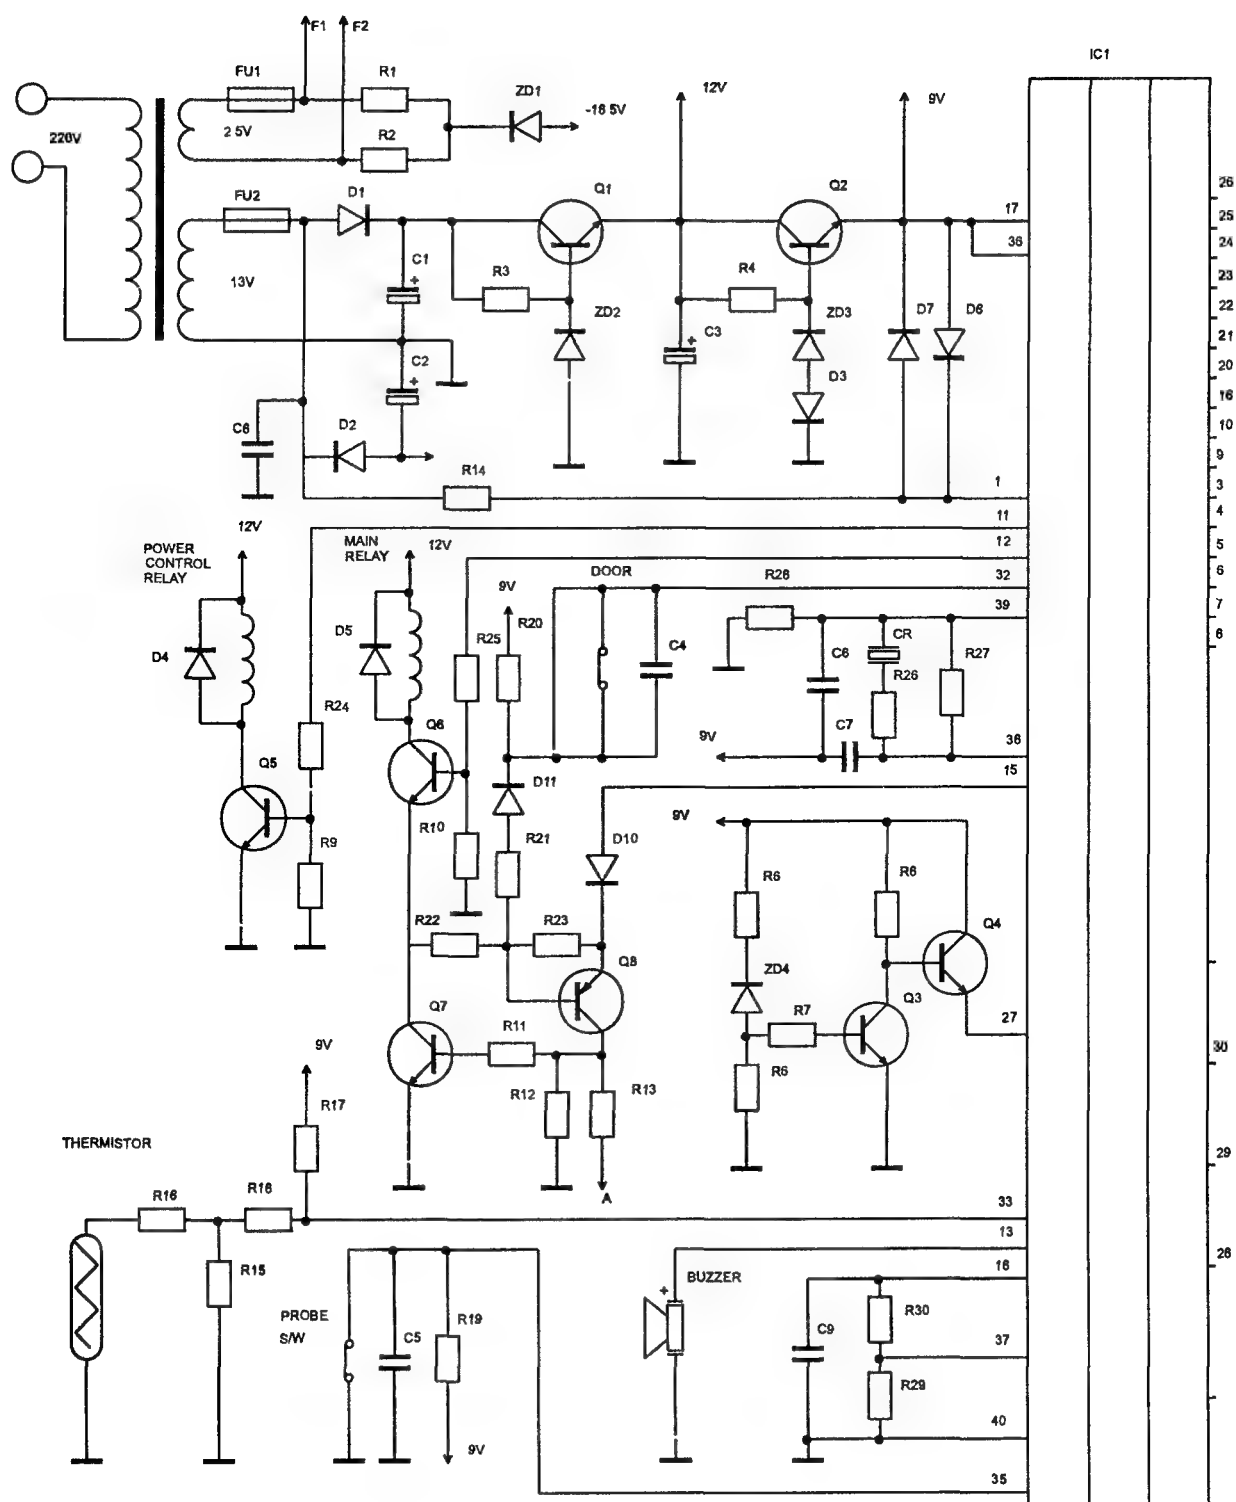 F1 F2
IC1
FU1 R1
ZD1
12V
9V
-16 5V
220V
2 5V
R2
26
FU2
D1
Q1
Q2
17
25
36
24
13V
C1
+
R3
R4
23
ZD2
ZD3
D7
D6
22
C3
+
21
C2
+
D3
20
16
C6
D2
10
9
R14
1
3
11
4
12V
POWER
CONTROL
RELAY
MAIN
RELAY
12V
12
5
DOOR
R28
32
6
9V
39
7
R20
D4
D5
R25
C4
C6
CR
R27
6
R26
R24
Q6
9V
C7
36
Q5
D11
15
R9
R10
R21
D10
9V
R6
R6
R22
R23
Q4
Q8
ZD4
Q7
R11
R7
Q3
27
9V
30
R17
R12
R13
R6
THERMISTOR
29
R16
R16
A
33
13
R15
BUZZER
+
16
26
PROBE
S/W
C5
R19
C9
R30
37
R29
40
9V
35